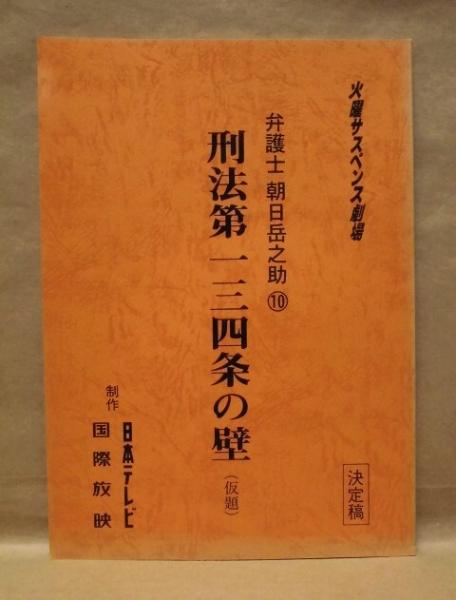 火曜サスペンス劇場
弁護士 朝日岳之助⑩
刑法第一三四条の壁(仮題)
決定稿
制作
日本テレビ
国際放映